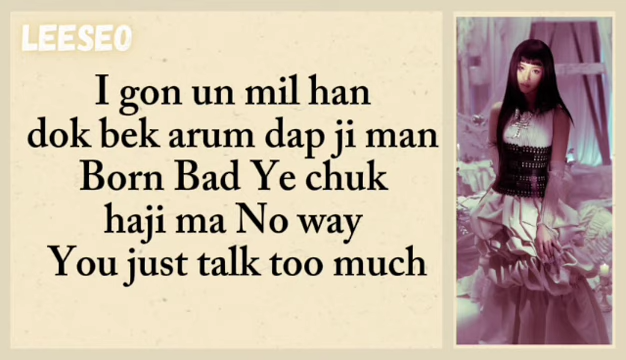 LEESEO
I gon un mil han
dok bek arum dap ji man
Born Bad Ye chuk
haji ma No way
You just talk too much